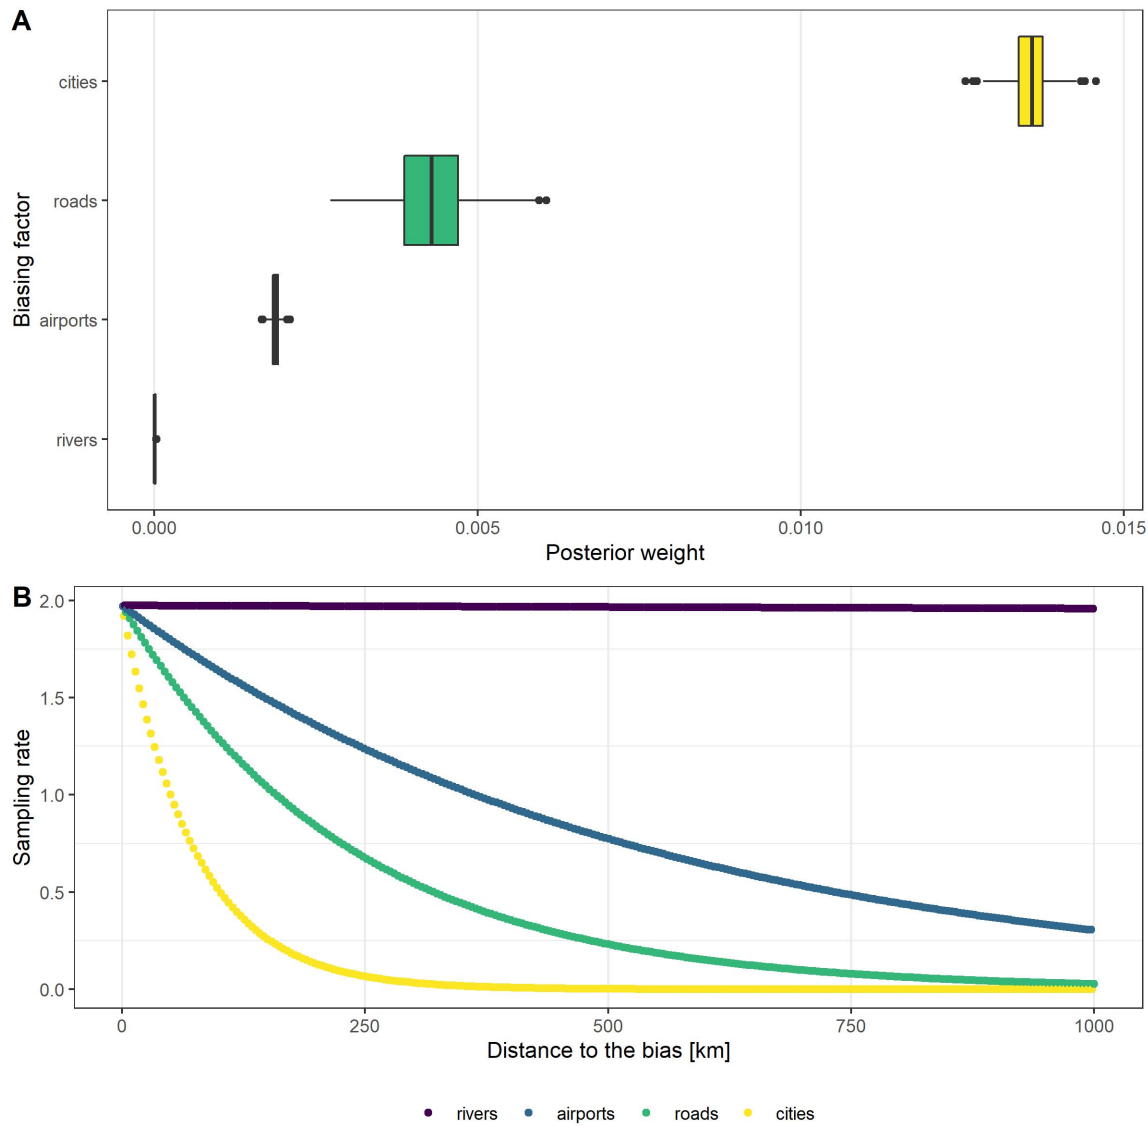 A
cities
roads
airports
rivers
Biasing factor
0.000 0.005 0.010 0.015
Posterior weight
B
2.0
1.5
1.0
0.5
0.0
Sampling rate
0 250 500 750 1000
Distance to the bias [km]
rivers airports roads cities